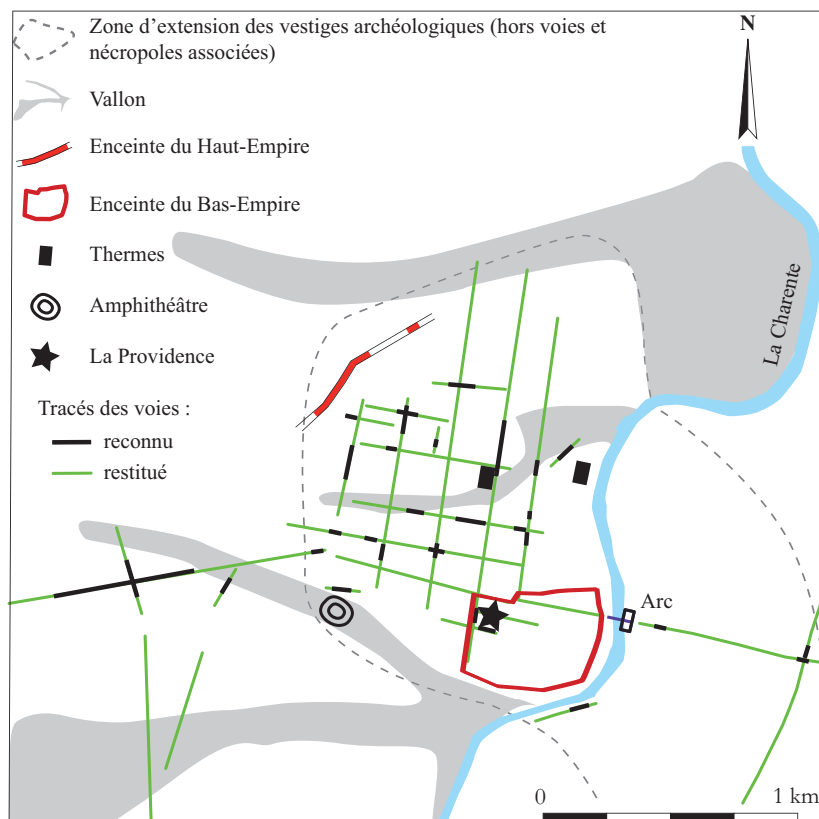 Zone d'extension des vestiges archéologiques (hors voies et
nécropoles associées)
Vallon
Enceinte du Haut-Empire
Enceinte du Bas-Empire
Thermes
Amphithéâtre
La Providence
Tracés des voies :
reconnu
restitué
N
La Charente
Arc
0
1 km